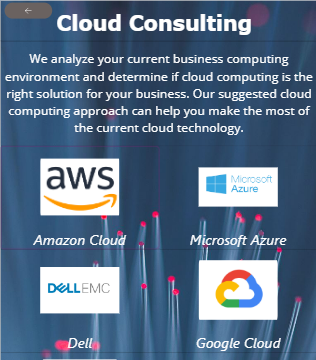 Cloud Consulting
We analyze your current business computing
environment and determine if cloud computing is the
right solution for your business. Our suggested cloud
computing approach can help you make the most of
the current cloud technology.
aws
Microsoft
Azure
Amazon Cloud
Microsoft Azure
DELLEMC
Dell
Google Cloud